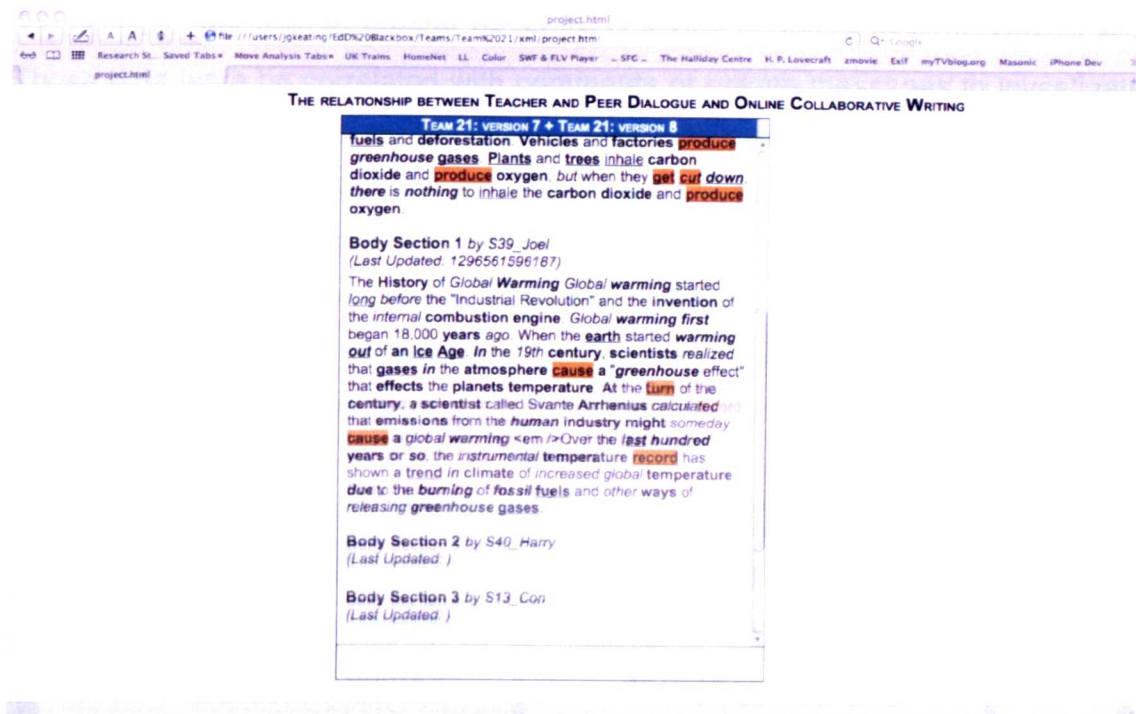 project.html
file:///users/jgkeating/EdD%20Blackbox/Teams/Team%2021/xml/project.html
Q- Google
Research St.. Saved Tabs Move Analysis Tabs UK Trains HomeNet LL Color SWF & FLV Player - SFC - The Halliday Centre H. P. Lovecraft zmovie Exif myTVblog.org Masonic iPhone Dev
project.html
THE RELATIONSHIP BETWEEN TEACHER AND PEER DIALOGUE AND ONLINE COLLABORATIVE WRITING
TEAM 21: VERSION 7 + TEAM 21: VERSION 8
fuels and deforestation. Vehicles and factories produce
greenhouse gases. Plants and trees inhale carbon
dioxide and produce oxygen, but when they get cut down
there is nothing to inhale the carbon dioxide and produce
oxygen.
Body Section 1 by S39_Joel
(Last Updated: 1296561596187)
The History of Global Warming Global warming started
long before the "Industrial Revolution" and the invention of
the internal combustion engine. Global warming first
began 18,000 years ago. When the earth started warming
out of an Ice Age. In the 19th century, scientists realized
that gases in the atmosphere cause a "greenhouse effect"
that effects the planets temperature. At the turn of the
century, a scientist called Svante Arrhenius calculated
that emissions from the human industry might someday
cause a global warming <em />Over the last hundred
years or so, the instrumental temperature record has
shown a trend in climate of increased global temperature
due to the burning of fossil fuels and other ways of
releasing greenhouse gases.
Body Section 2 by S40_Harry
(Last Updated: )
Body Section 3 by S13_Con
(Last Updated: )